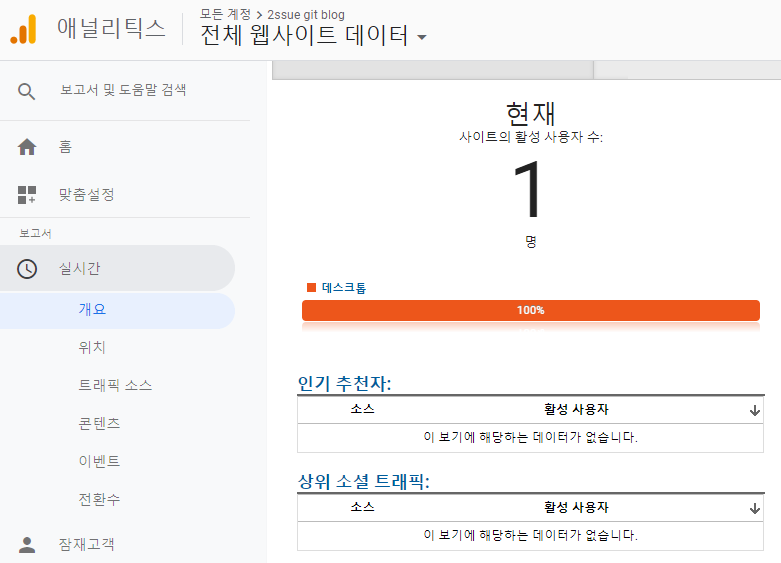 애널리틱스
모든 계정 > 2ssue git blog
전체 웹사이트 데이터
보고서 및 도움말 검색
홈
맞춤설정
보고서
실시간
개요
위치
트래픽 소스
콘텐츠
이벤트
전환수
잠재고객
현재
사이트의 활성 사용자 수:
1
명
데스크톱
100%
인기 추천자:
소스 활성 사용자
이 보기에 해당하는 데이터가 없습니다.
상위 소셜 트래픽:
소스 활성 사용자
이 보기에 해당하는 데이터가 없습니다.